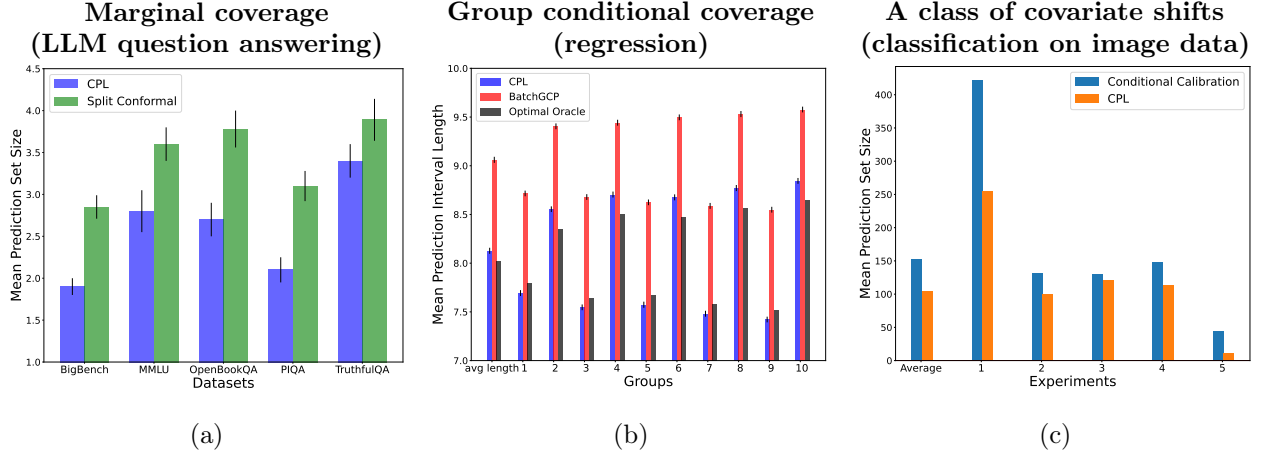 Marginal coverage
(LLM question answering)
4.5
4.0
3.5
3.0
2.5
2.0
1.5
1.0
Mean Prediction Set Size
CPL
Split Conformal
BigBench MMLU OpenBookQA PIQA TruthfulQA
Datasets
(a)
Group conditional coverage
(regression)
10.0
9.5
9.0
8.5
8.0
7.5
7.0
Mean Prediction Interval Length
CPL
BatchGCP
Optimal Oracle
avg length 1 2 3 4 5 6 7 8 9 10
Groups
(b)
A class of covariate shifts
(classification on image data)
400
350
300
250
200
150
100
50
0
Mean Prediction Set Size
Conditional Calibration
CPL
Average 1 2 3 4 5
Experiments
(c)